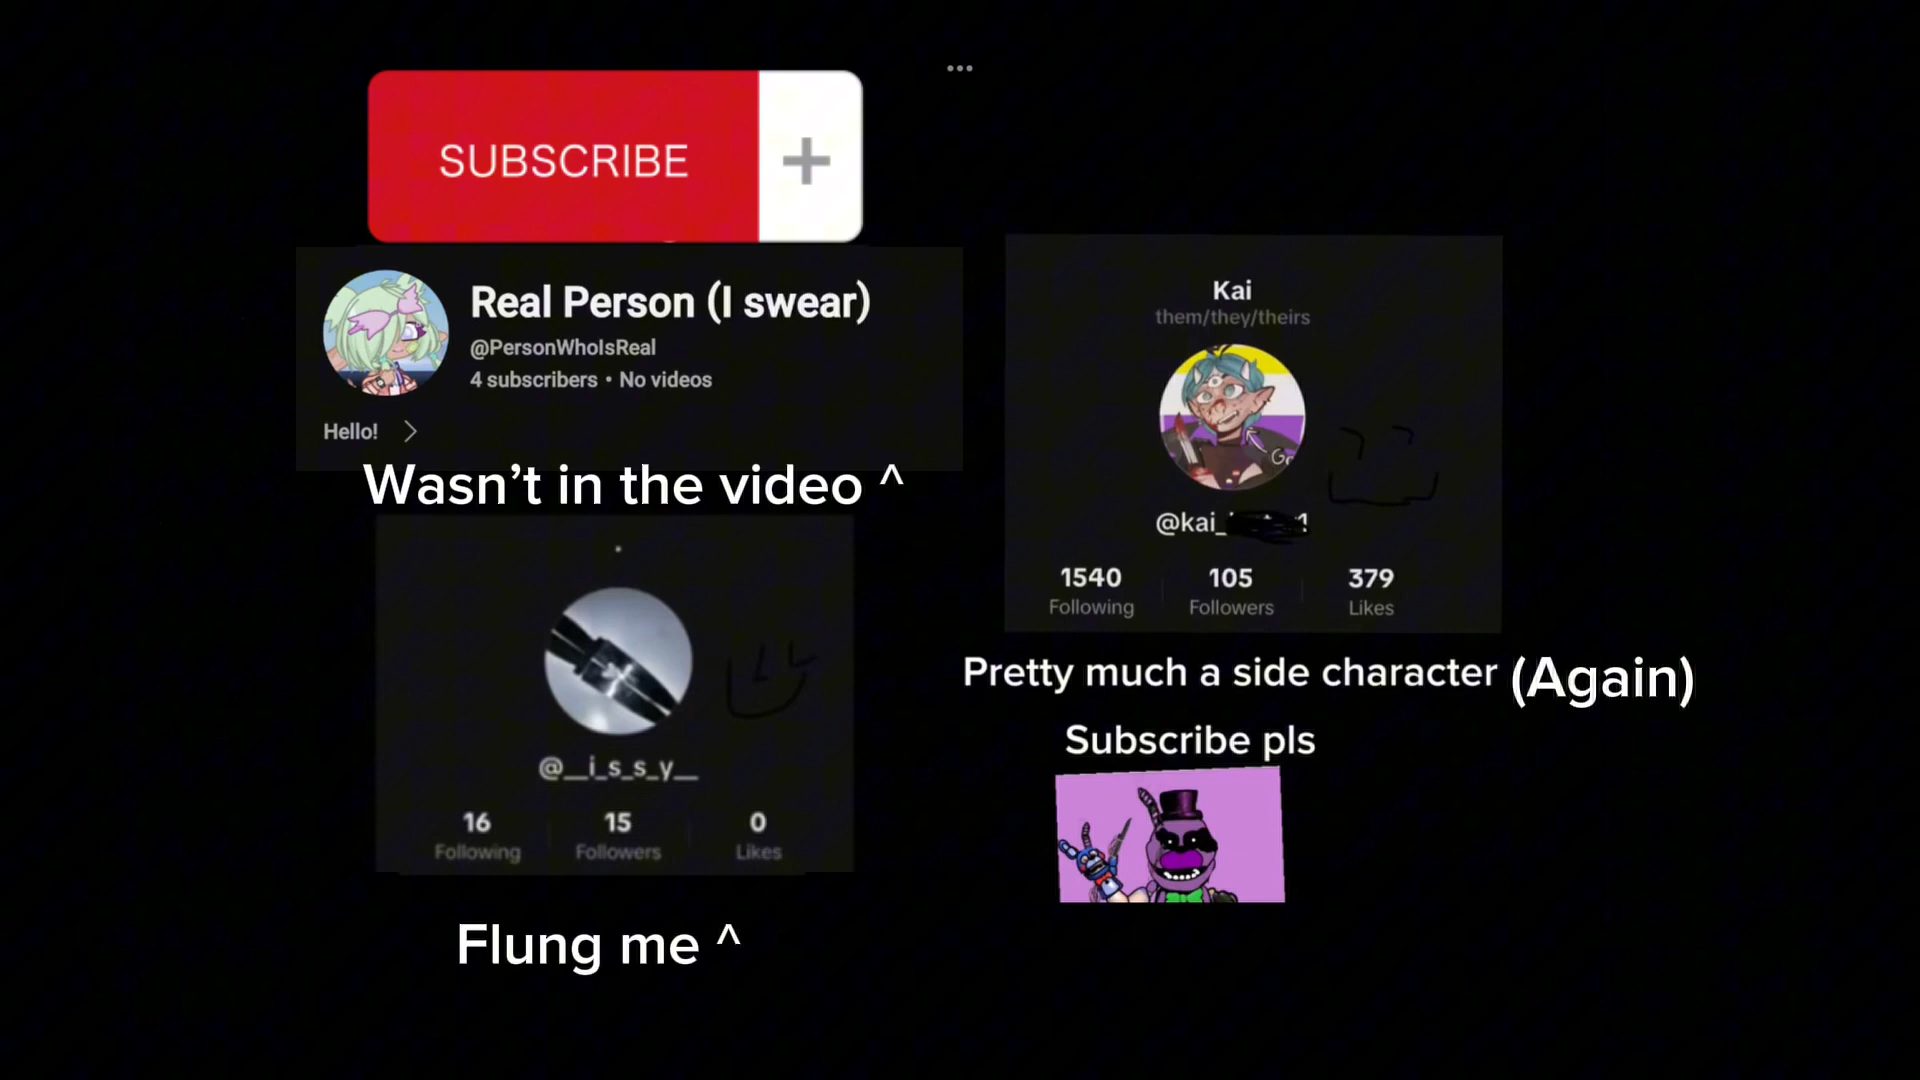 SUBSCRIBE
Real Person (I swear)
@PersonWhoIsReal
4 subscribers • No videos
Hello!
Wasn’t in the video ^
@__i_s_s_y__
16 15 0
Following Followers Likes
Flung me ^
Kai
them/they/theirs
@kai_
1540 105 379
Following Followers Likes
Pretty much a side character (Again)
Subscribe pls